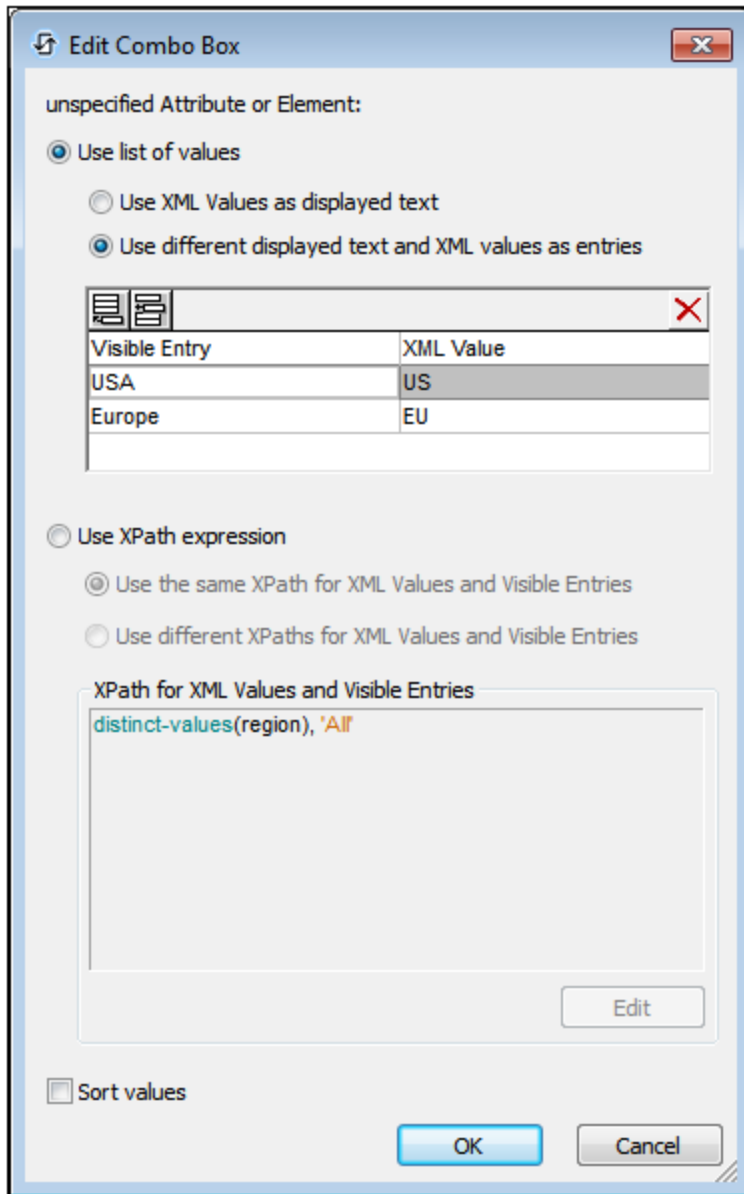 Edit Combo Box
unspecified Attribute or Element:
Use list of values
Use XML Values as displayed text
Use different displayed text and XML values as entries
Visible Entry XML Value
USA US
Europe EU
Use XPath expression
Use the same XPath for XML Values and Visible Entries
Use different XPaths for XML Values and Visible Entries
XPath for XML Values and Visible Entries
distinct-values(region), 'All'
Edit
Sort values
OK Cancel